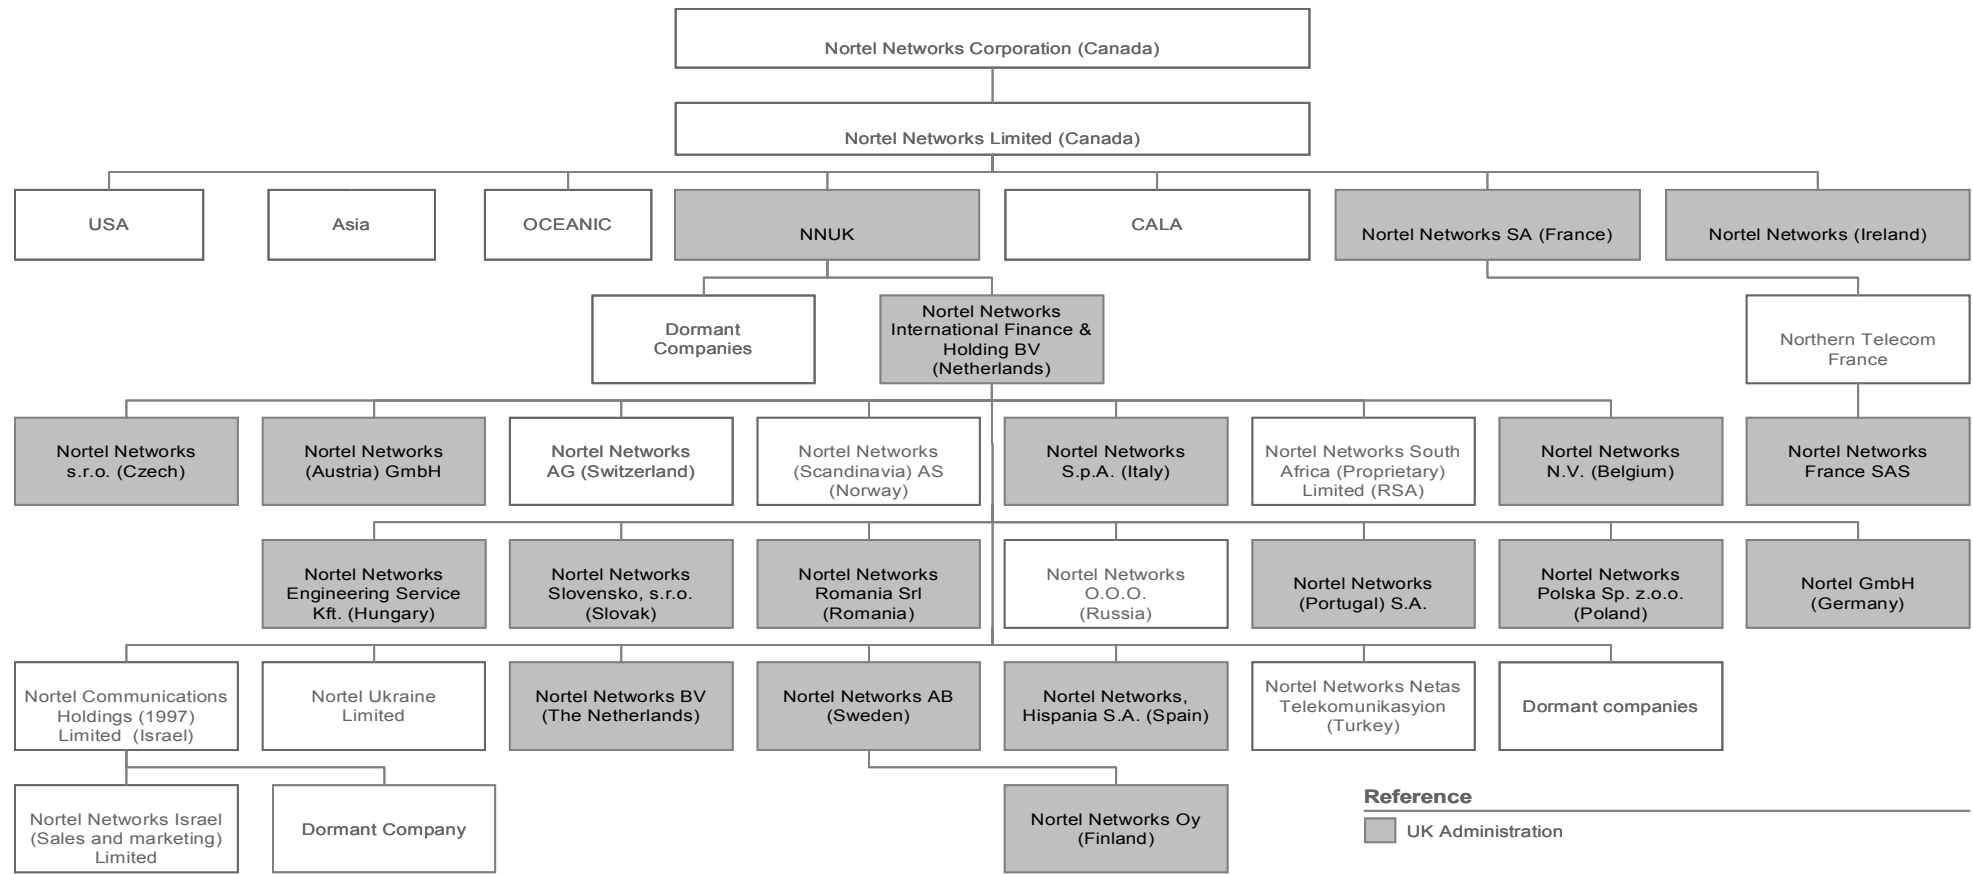 Nortel Networks Corporation (Canada)
Nortel Networks Limited (Canada)
USA
Asia
OCEANIC
NNUK
CALA
Nortel Networks SA (France)
Nortel Networks (Ireland)
Dormant
Companies
Nortel Networks
International Finance &
Holding BV
(Netherlands)
Northern Telecom
France
Nortel Networks
s.r.o. (Czech)
Nortel Networks
(Austria) GmbH
Nortel Networks
AG (Switzerland)
Nortel Networks
(Scandinavia) AS
(Norway)
Nortel Networks
S.p.A. (Italy)
Nortel Networks South
Africa (Proprietary)
Limited (RSA)
Nortel Networks
N.V. (Belgium)
Nortel Networks
France SAS
Nortel Networks
Engineering Service
Kft. (Hungary)
Nortel Networks
Slovensko, s.r.o.
(Slovak)
Nortel Networks
Romania Srl
(Romania)
Nortel Networks
O.O.O.
(Russia)
Nortel Networks
(Portugal) S.A.
Nortel Networks
Polska Sp. z.o.o.
(Poland)
Nortel GmbH
(Germany)
Nortel Communications
Holdings (1997)
Limited (Israel)
Nortel Ukraine
Limited
Nortel Networks BV
(The Netherlands)
Nortel Networks AB
(Sweden)
Nortel Networks,
Hispania S.A. (Spain)
Nortel Networks Netas
Telekomunikasyion
(Turkey)
Dormant companies
Nortel Networks Israel
(Sales and marketing)
Limited
Dormant Company
Nortel Networks Oy
(Finland)
Reference
UK Administration